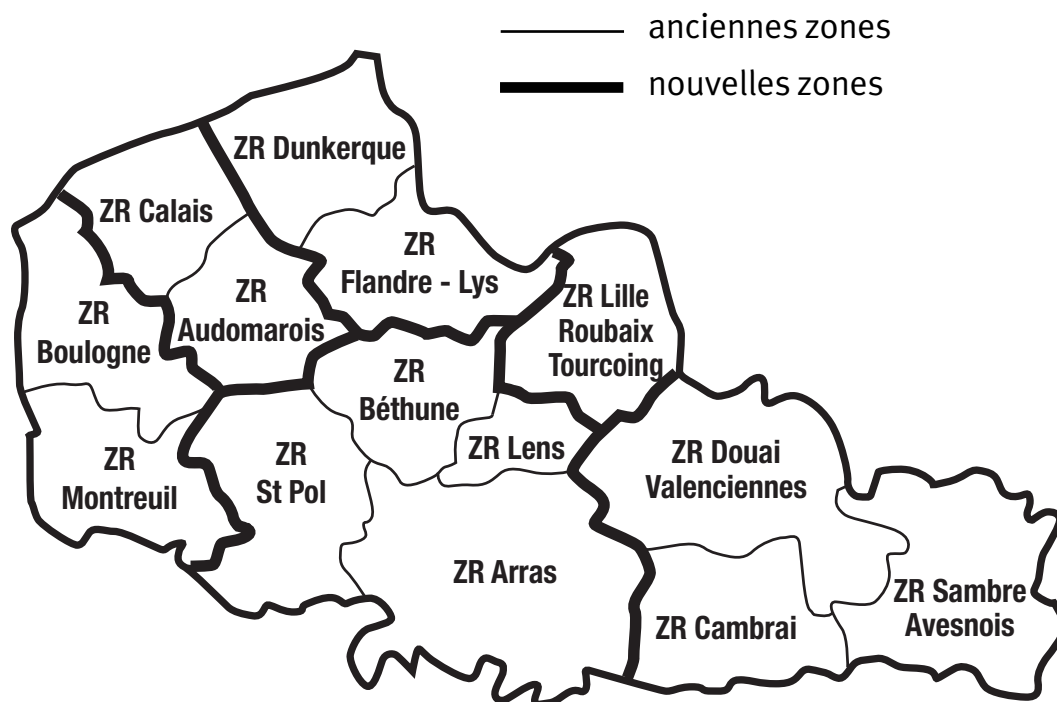 anciennes zones
nouvelles zones
ZR Dunkerque
ZR Calais
ZR
Flandre - Lys
ZR
Audomarois
ZR Lille
Roubaix
Tourcoing
ZR
Boulogne
ZR
Béthune
ZR Lens
ZR
Montreuil
ZR
St Pol
ZR Douai
Valenciennes
ZR Arras
ZR Cambrai
ZR Sambre
Avesnois